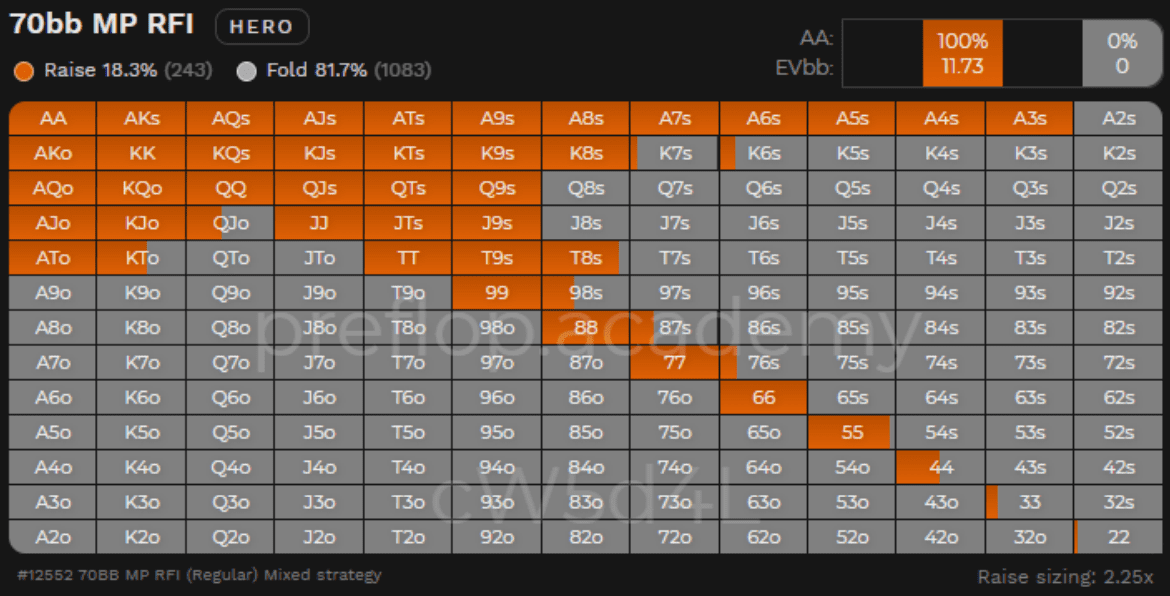 70bb MP RFI HERO
Raise 18.3% (243) Fold 81.7% (1083)
AA: 100% 0%
EVbb: 11.73 0
AA AKs AQs AJs ATs A9s A8s A7s A6s A5s A4s A3s A2s
AKo KK KQs KJs KTs K9s K8s K7s K6s K5s K4s K3s K2s
AQo KQo QQ QJs QTs Q9s Q8s Q7s Q6s Q5s Q4s Q3s Q2s
AJo KJo QJo JJ JTs J9s J8s J7s J6s J5s J4s J3s J2s
ATo KTo QTo JTo TT T9s T8s T7s T6s T5s T4s T3s T2s
A9o K9o Q9o J9o T9o 99 98s 97s 96s 95s 94s 93s 92s
A8o K8o Q8o J8o T8o 98o 88 87s 86s 85s 84s 83s 82s
preflop.academy
A7o K7o Q7o J7o T7o 97o 87o 77 76s 75s 74s 73s 72s
A6o K6o Q6o J6o T6o 96o 86o 76o 66 65s 64s 63s 62s
A5o K5o Q5o J5o T5o 95o 85o 75o 65o 55 54s 53s 52s
A4o K4o Q4o J4o T4o 94o 84o 74o 64o 54o 44 43s 42s
A3o K3o Q3o J3o T3o 93o 83o 73o 63o 53o 43o 33 32s
cW5d4L
A2o K2o Q2o J2o T2o 92o 82o 72o 62o 52o 42o 32o 22
#12552 70BB MP RFI (Regular) Mixed strategy
Raise sizing: 2.25x